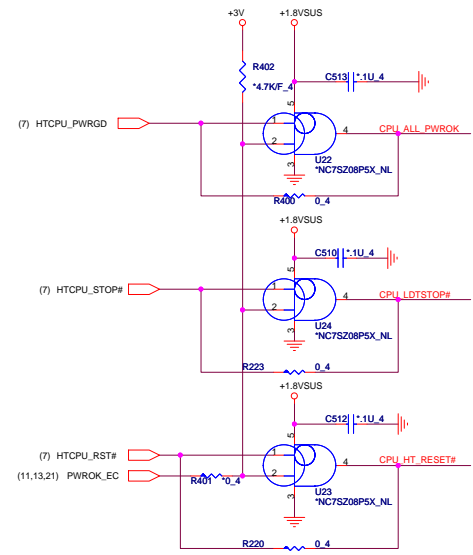 +3V
+1.8VSUS
R402
*4.7K/F_4
C513
*.1U_4
(7) HTCPU_PWRGD
5
1
2
4
3
CPU_ALL_PWROK
U22
*NC7SZ08P5X_NL
R400
0_4
+1.8VSUS
C510
*.1U_4
(7) HTCPU_STOP#
5
1
2
4
3
CPU_LDTSTOP#
U24
*NC7SZ08P5X_NL
R223
0_4
+1.8VSUS
C512
*.1U_4
(7) HTCPU_RST#
(11,13,21) PWROK_EC
R401
*0_4
5
1
2
4
3
CPU_HT_RESET#
U23
*NC7SZ08P5X_NL
R220
0_4